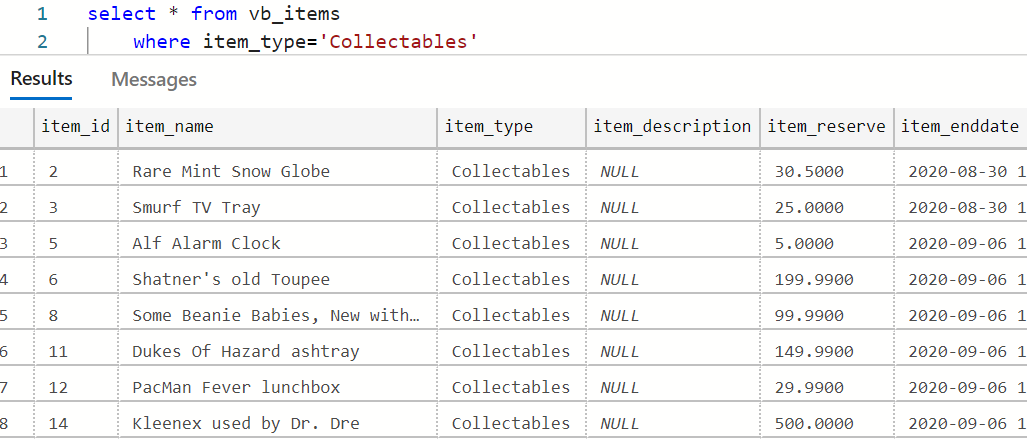 1 select * from vb_items
2 where item_type='Collectables'
Results Messages
item_id item_name item_type item_description item_reserve item_enddate
1 2 Rare Mint Snow Globe Collectables NULL 30.5000 2020-08-30 1
2 3 Smurf TV Tray Collectables NULL 25.0000 2020-08-30 1
3 5 Alf Alarm Clock Collectables NULL 5.0000 2020-09-06 1
4 6 Shatner's old Toupee Collectables NULL 199.9900 2020-09-06 1
5 8 Some Beanie Babies, New with… Collectables NULL 99.9900 2020-09-06 1
6 11 Dukes Of Hazard ashtray Collectables NULL 149.9900 2020-09-06 1
7 12 PacMan Fever lunchbox Collectables NULL 29.9900 2020-09-06 1
8 14 Kleenex used by Dr. Dre Collectables NULL 500.0000 2020-09-06 1